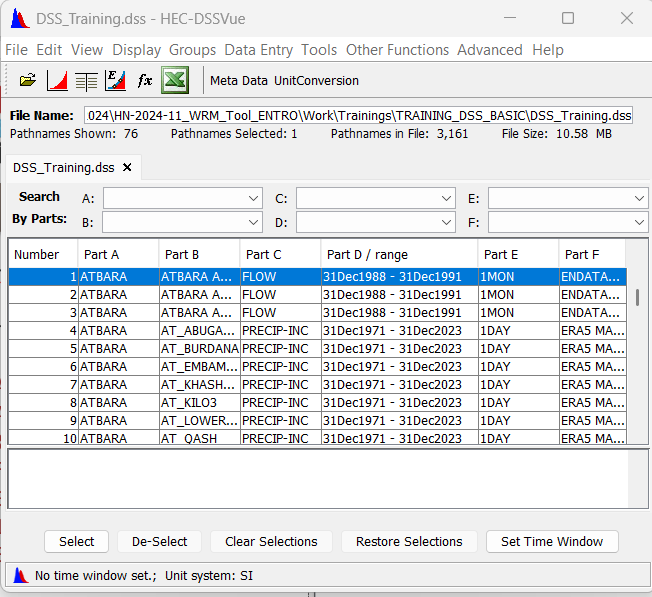 DSS_Training.dss - HEC-DSSVue
File Edit View Display Groups Data Entry Tools Other Functions Advanced Help
E fx Meta Data UnitConversion
File Name: .024\HN-2024-11_WRM_Tool_ENTRO\Work\Trainings\TRAINING_DSS_BASIC\DSS_Training.dss
Pathnames Shown: 76 Pathnames Selected: 1 Pathnames in File: 3,161 File Size: 10.58 MB
DSS_Training.dss ×
Search A: C: E:
By Parts: B: D: F:
Number Part A Part B Part C Part D / range Part E Part F
1 ATBARA ATBARA A... FLOW 31Dec1988 - 31Dec1991 1MON ENDATA...
2 ATBARA ATBARA A... FLOW 31Dec1988 - 31Dec1991 1MON ENDATA...
3 ATBARA ATBARA A... FLOW 31Dec1988 - 31Dec1991 1MON ENDATA...
4 ATBARA AT_ABUGA... PRECIP-INC 31Dec1971 - 31Dec2023 1DAY ERA5 MA...
5 ATBARA AT_BURDANA PRECIP-INC 31Dec1971 - 31Dec2023 1DAY ERA5 MA...
6 ATBARA AT_EMBAM... PRECIP-INC 31Dec1971 - 31Dec2023 1DAY ERA5 MA...
7 ATBARA AT_KHASH... PRECIP-INC 31Dec1971 - 31Dec2023 1DAY ERA5 MA...
8 ATBARA AT_KILO3 PRECIP-INC 31Dec1971 - 31Dec2023 1DAY ERA5 MA...
9 ATBARA AT_LOWER... PRECIP-INC 31Dec1971 - 31Dec2023 1DAY ERA5 MA...
10 ATBARA AT_QASH PRECIP-INC 31Dec1971 - 31Dec2023 1DAY ERA5 MA...
Select De-Select Clear Selections Restore Selections Set Time Window
No time window set.; Unit system: SI